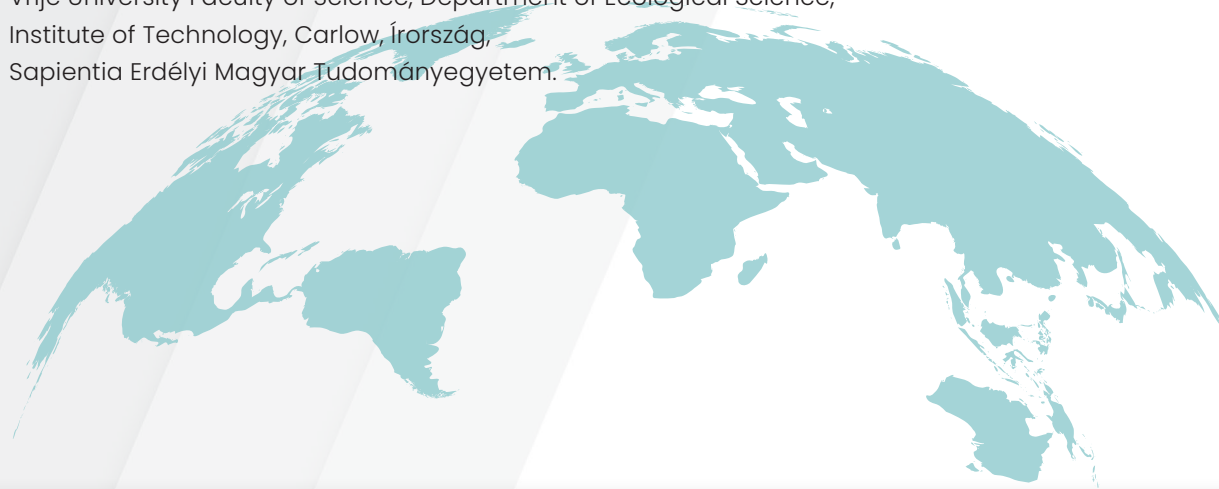 Vrije University Faculty of Science, Department of Ecological Science,
Institute of Technology, Carlow, Írország,
Sapientia Erdélyi Magyar Tudományegyetem.